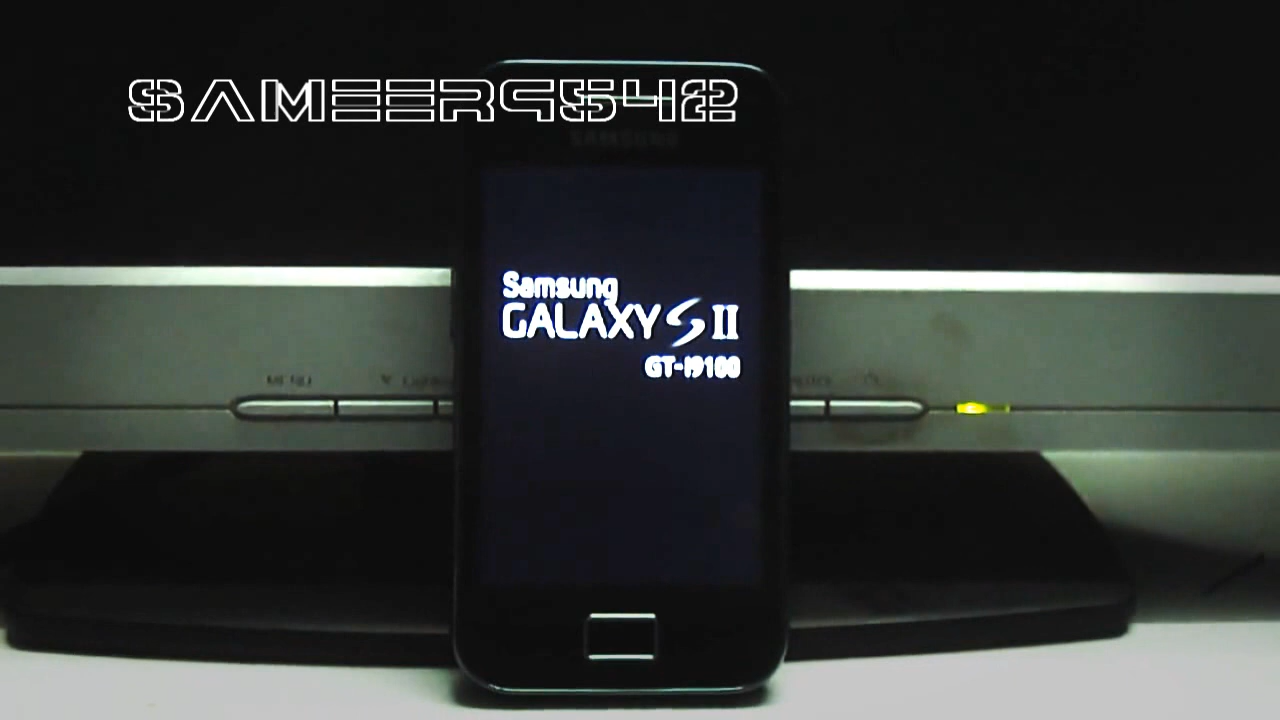 SAMEER9542
SAMSUNG
Samsung
GALAXY S II
GT-I9100
MENU